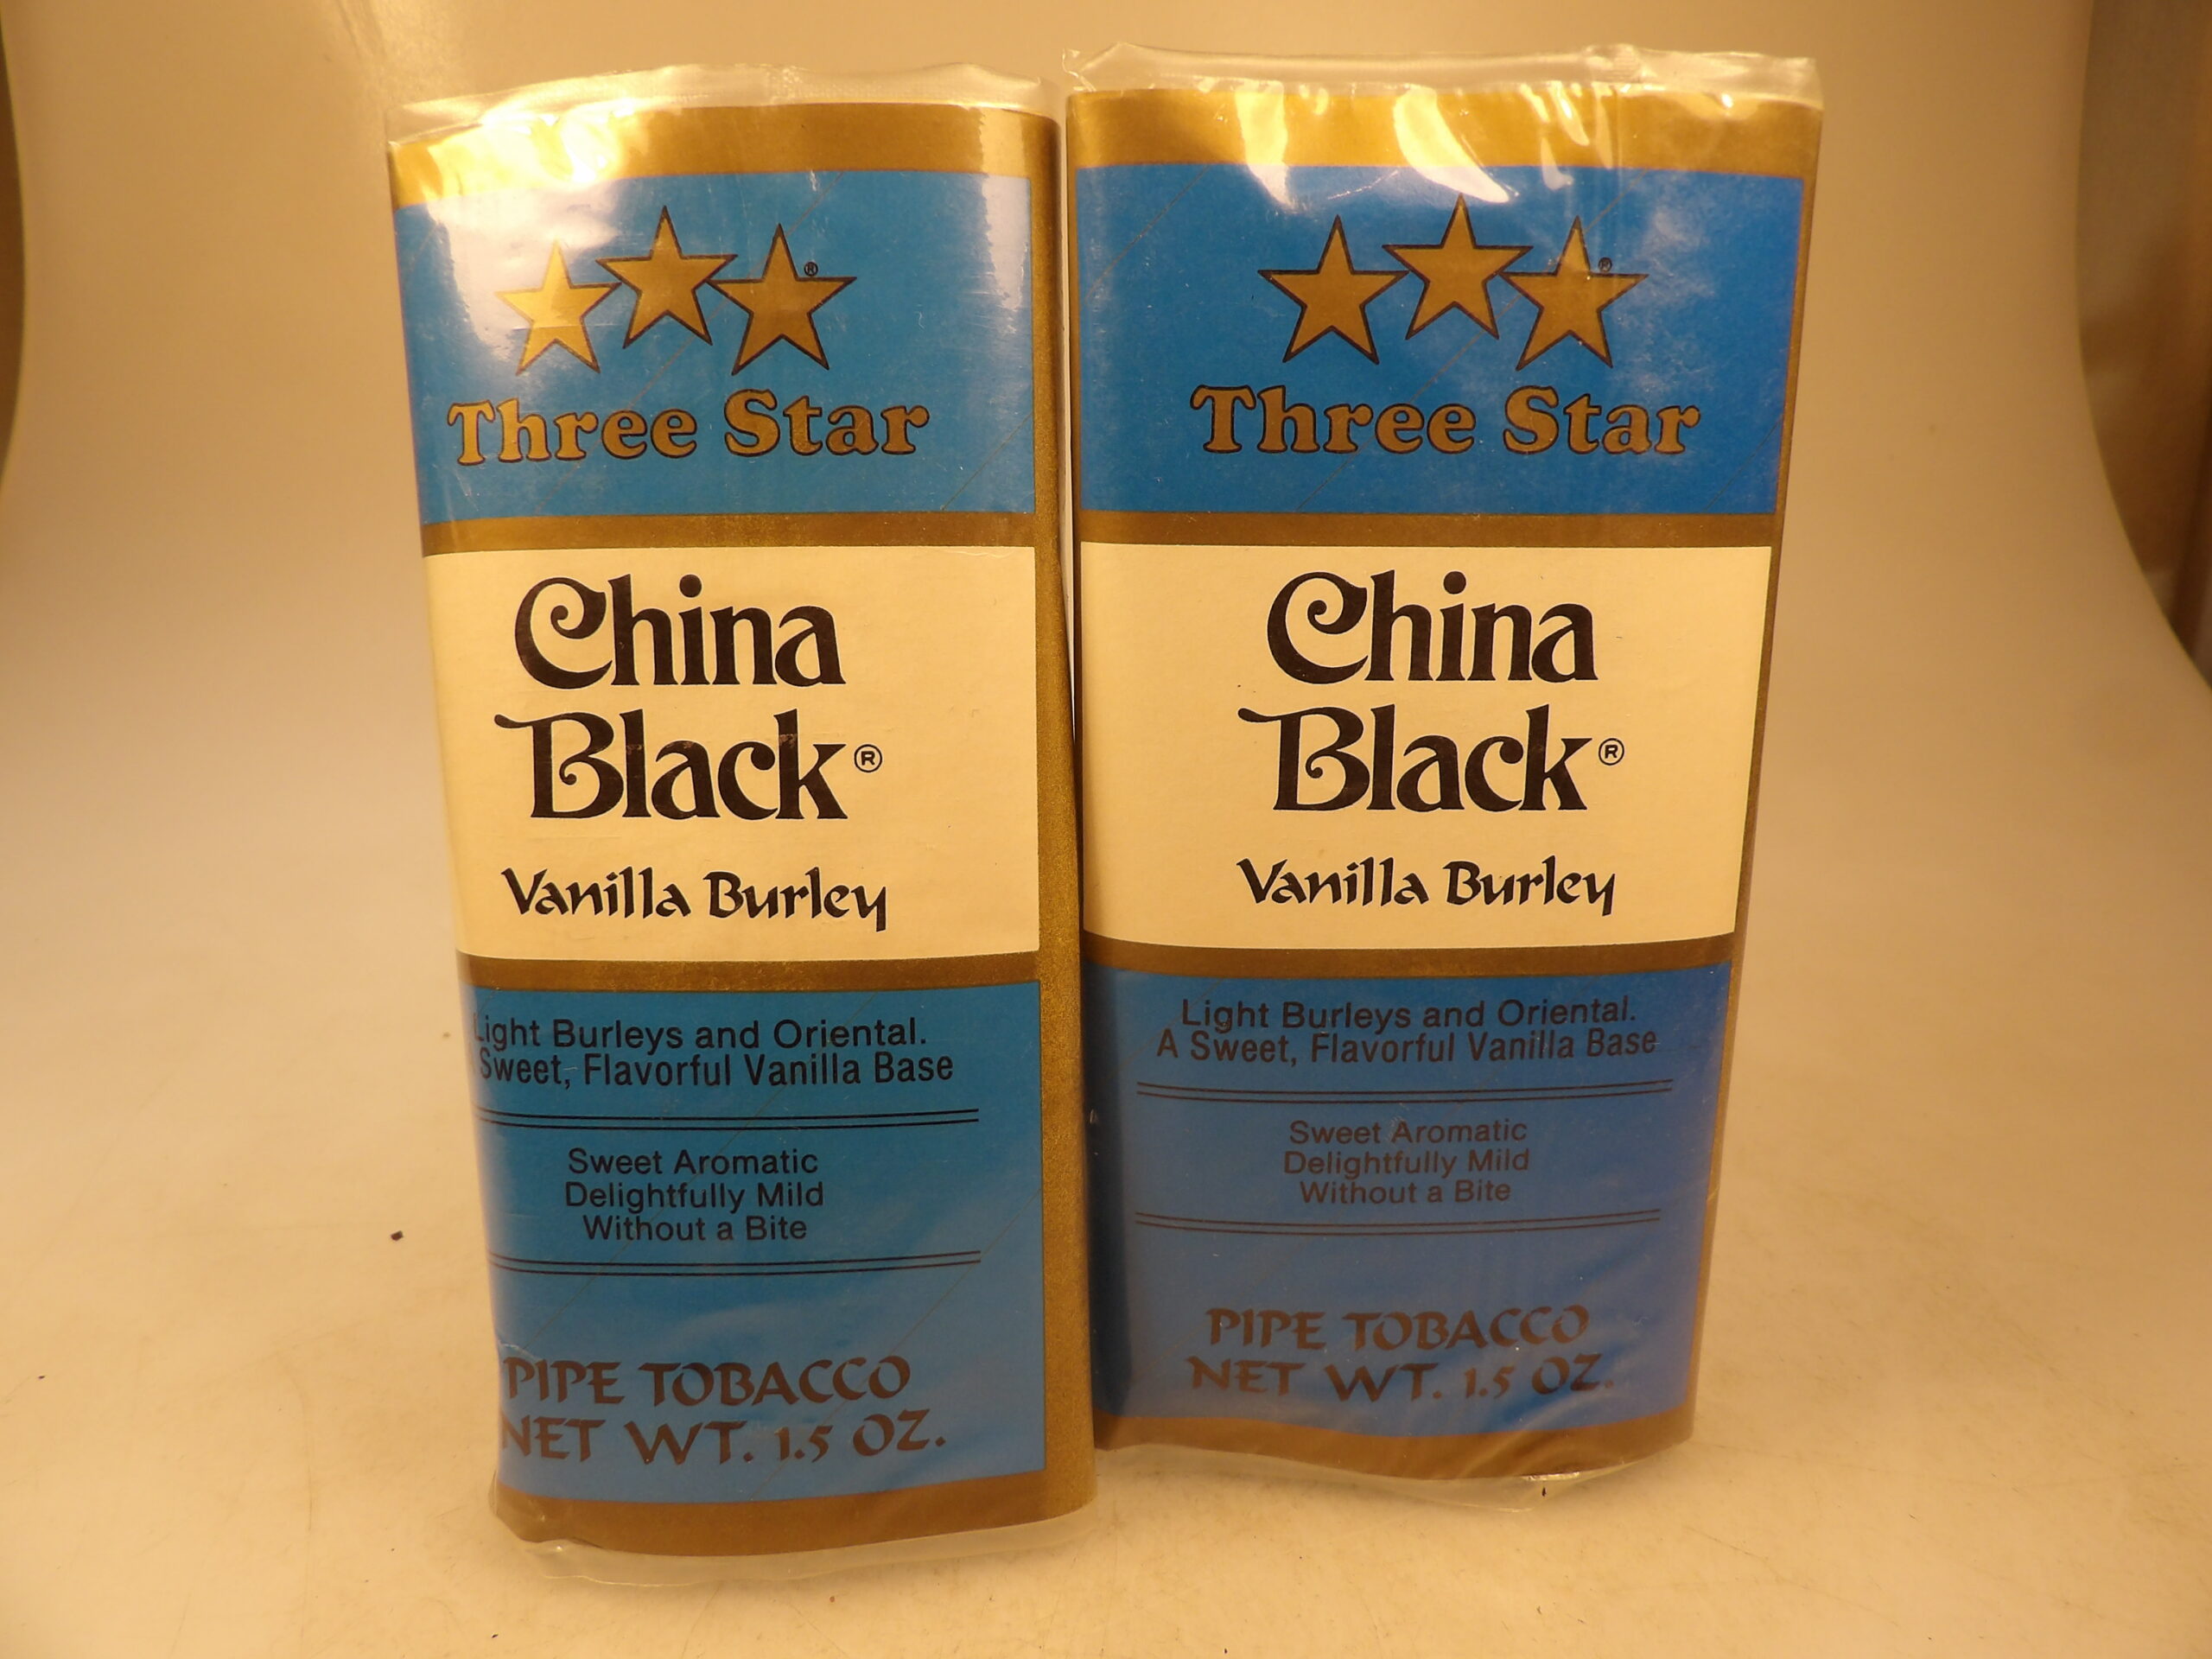 ®
Three Star
China
Black®
Vanilla Burley
Light Burleys and Oriental.
Sweet, Flavorful Vanilla Base
Sweet Aromatic
Delightfully Mild
Without a Bite
PIPE TOBACCO
NET WT. 1.5 OZ.
®
Three Star
China
Black®
Vanilla Burley
Light Burleys and Oriental.
A Sweet, Flavorful Vanilla Base
Sweet Aromatic
Delightfully Mild
Without a Bite
PIPE TOBACCO
NET WT. 1.5 OZ.